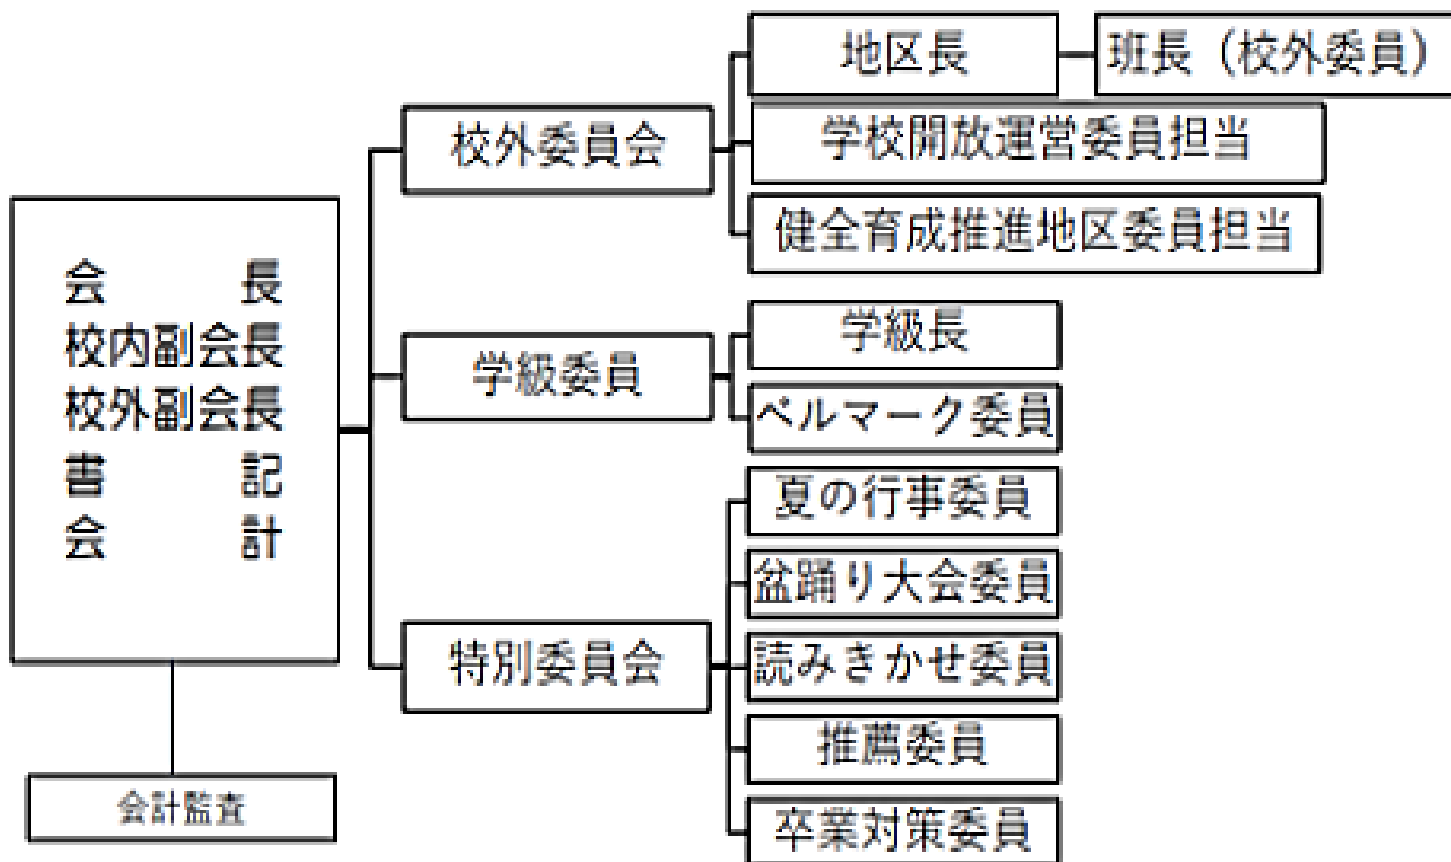 会長
校内副会長
校外副会長
書記
会計
会計監査
校外委員会
地区長
班長（校外委員）
学校開放運営委員担当
健全育成推進地区委員担当
学級委員
学級長
ベルマーク委員
特別委員会
夏の行事委員
盆踊り大会委員
読みきかせ委員
推薦委員
卒業対策委員